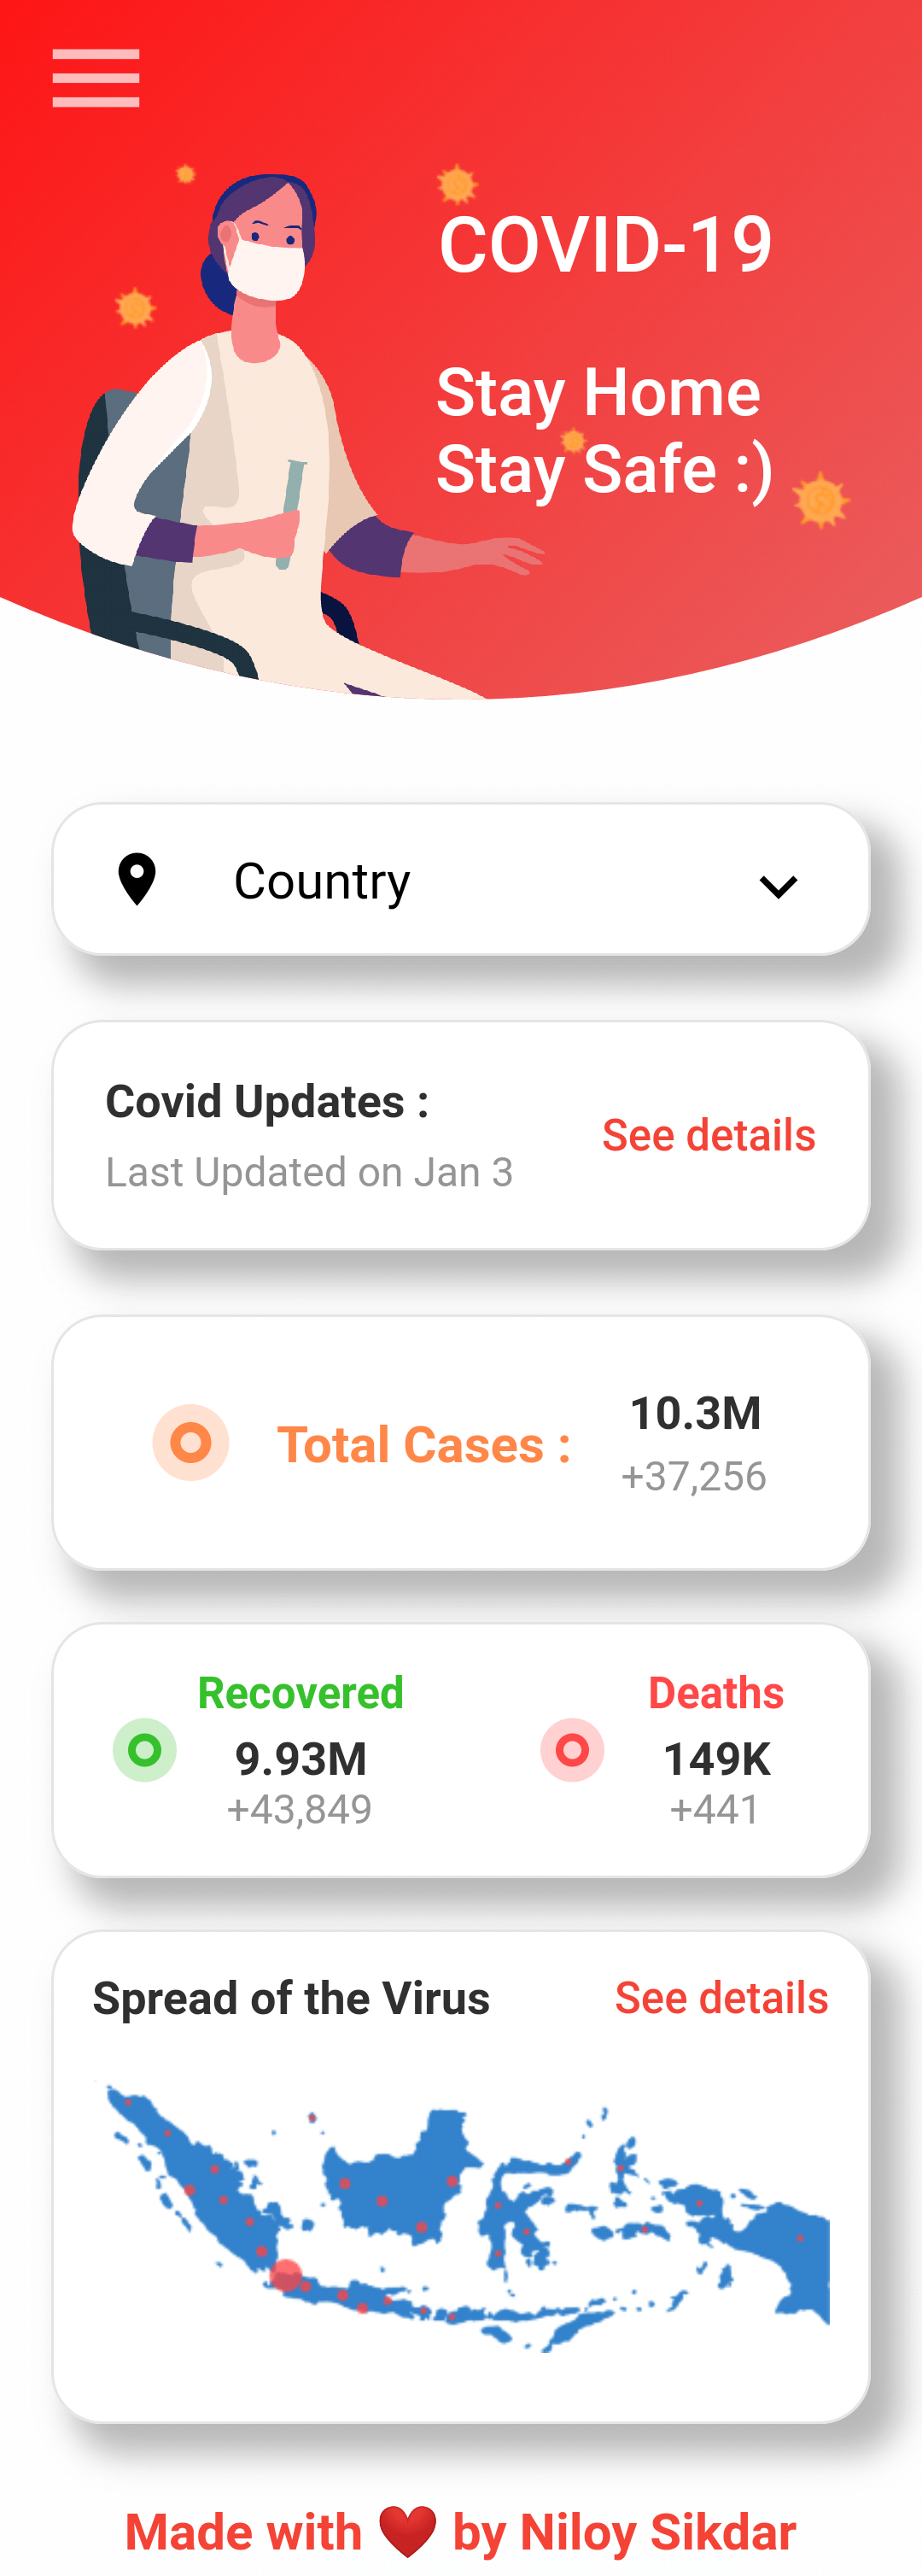 COVID-19
Stay Home
Stay Safe :)
Country
Covid Updates :
Last Updated on Jan 3
See details
Total Cases :
10.3M
+37,256
Recovered
9.93M
+43,849
Deaths
149K
+441
Spread of the Virus
See details
Made with ❤️ by Niloy Sikdar